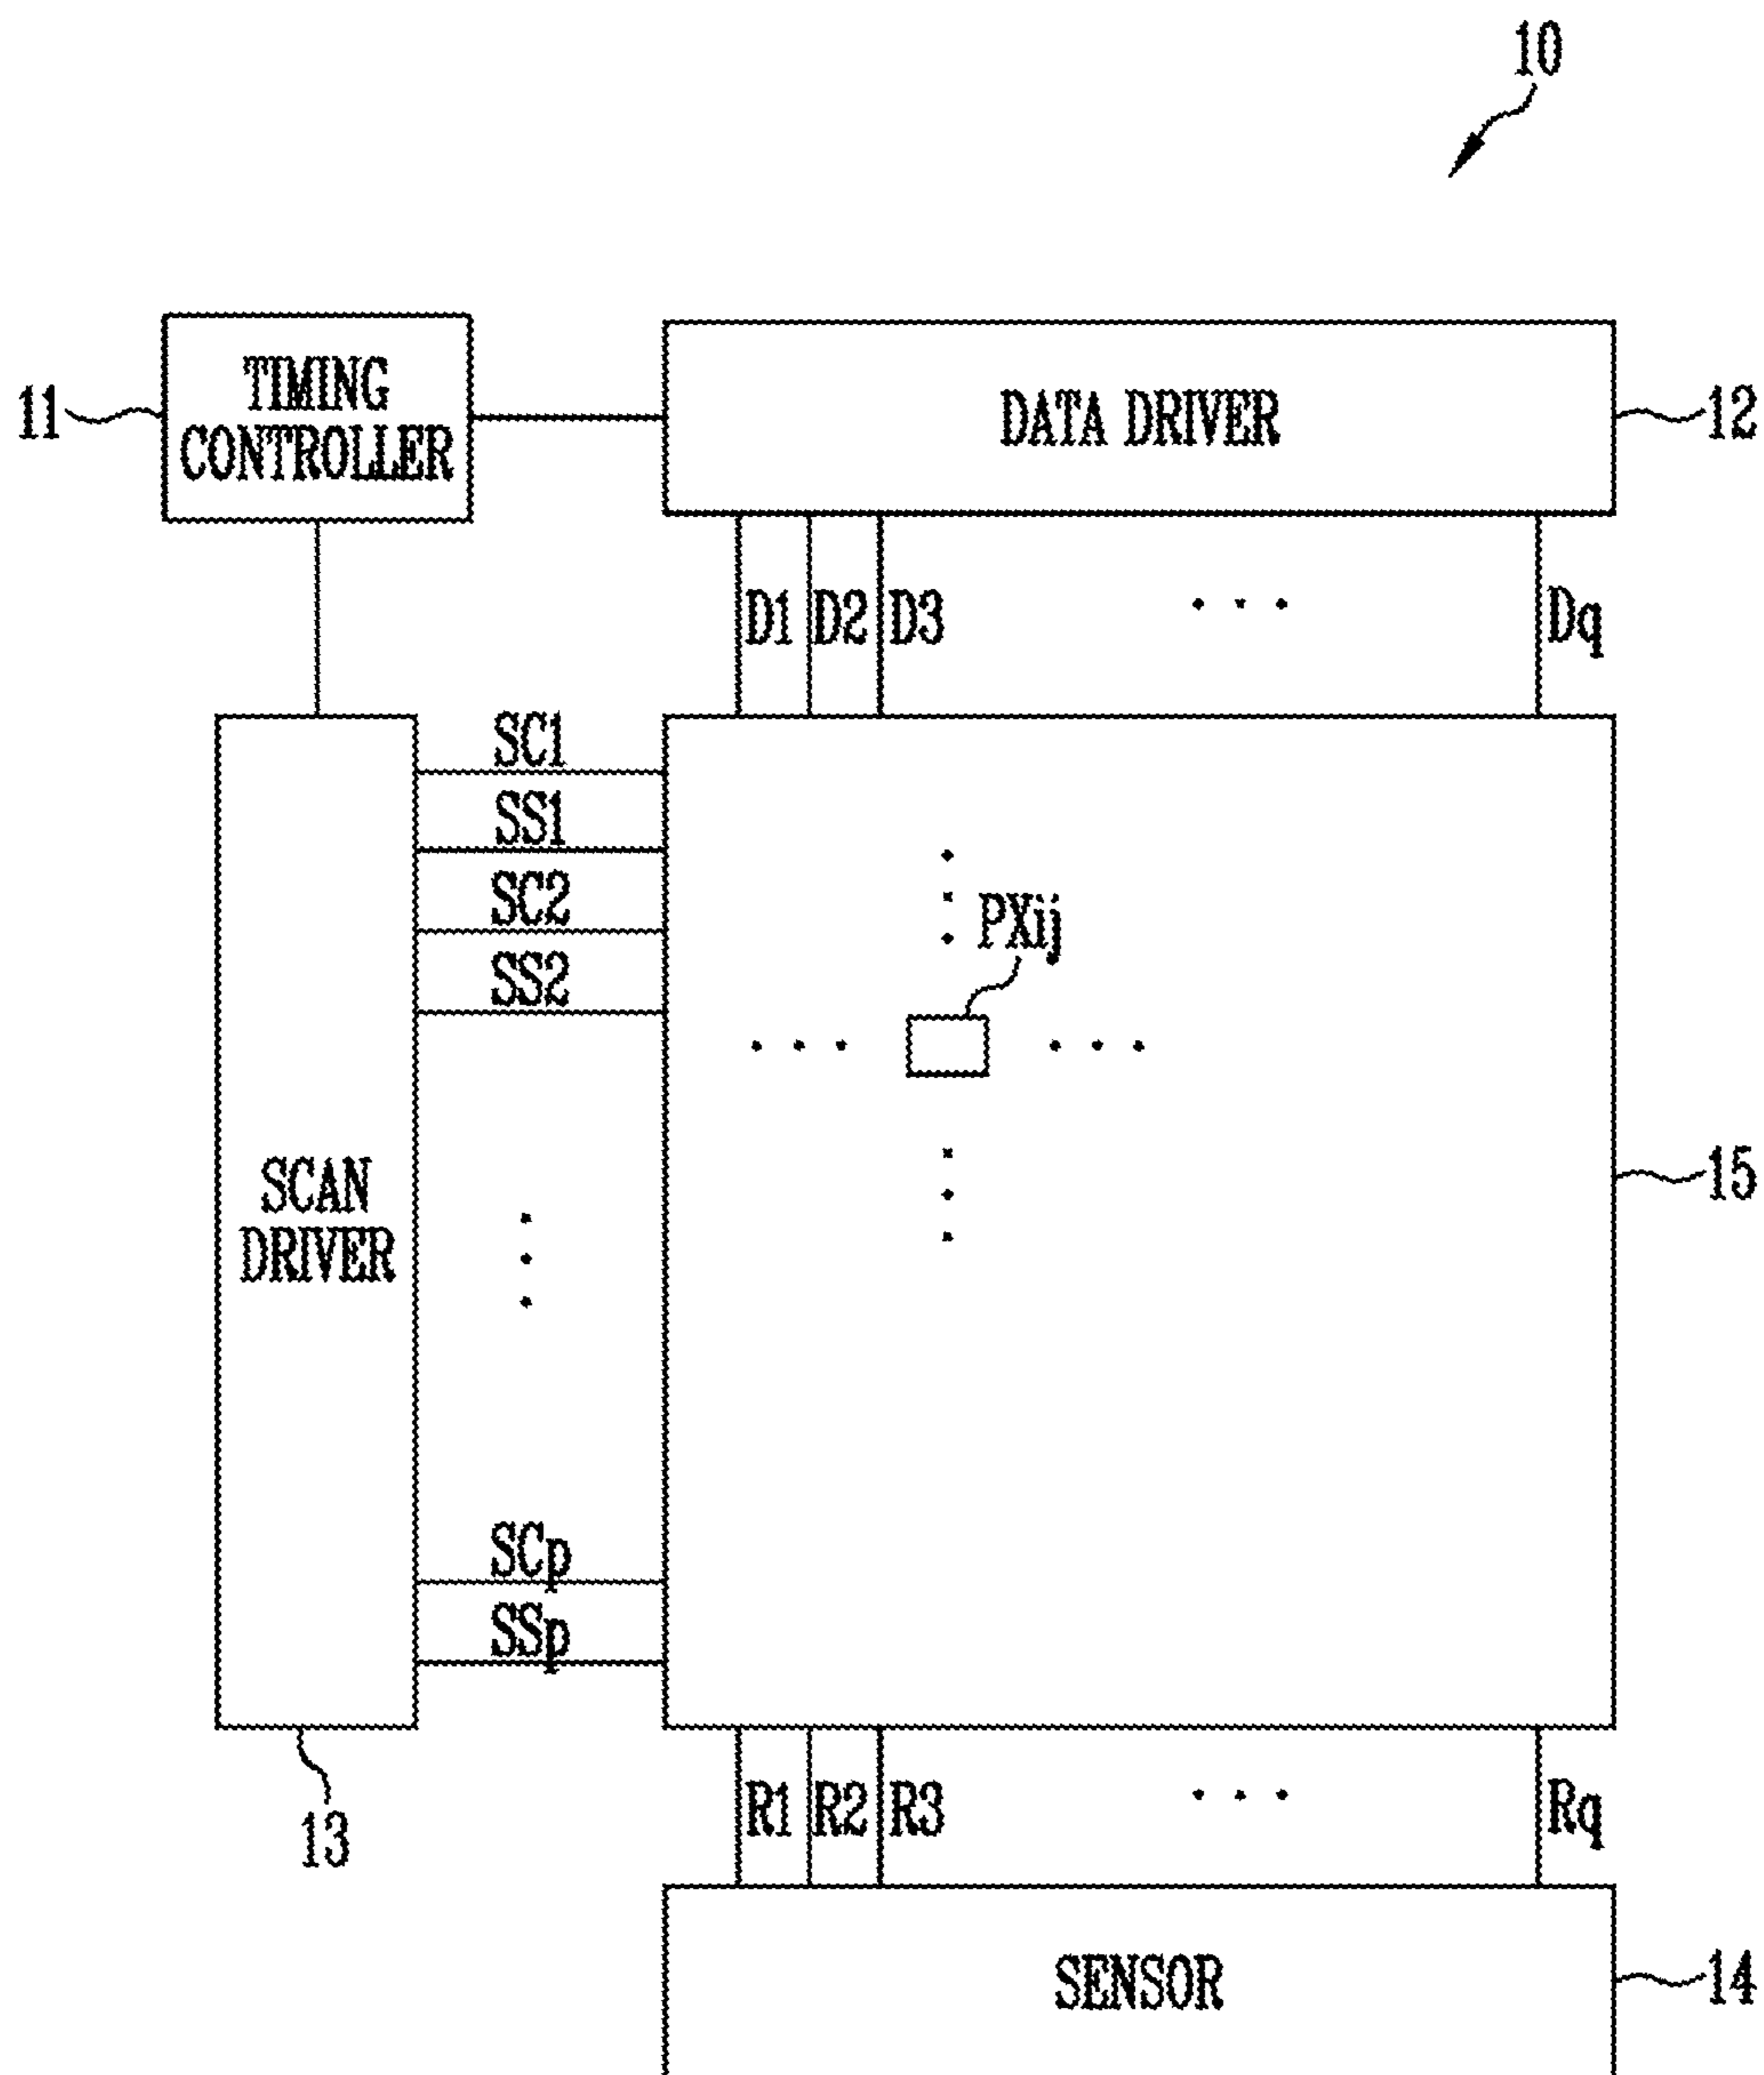 10
TIMING
CONTROLLER
11
DATA DRIVER
12
D1 D2 D3 . . . Dq
SC1
SS1
SC2
SS2
PXij
SCAN
DRIVER
15
SCp
SSp
13
R1 R2 R3 . . . Rq
SENSOR
14